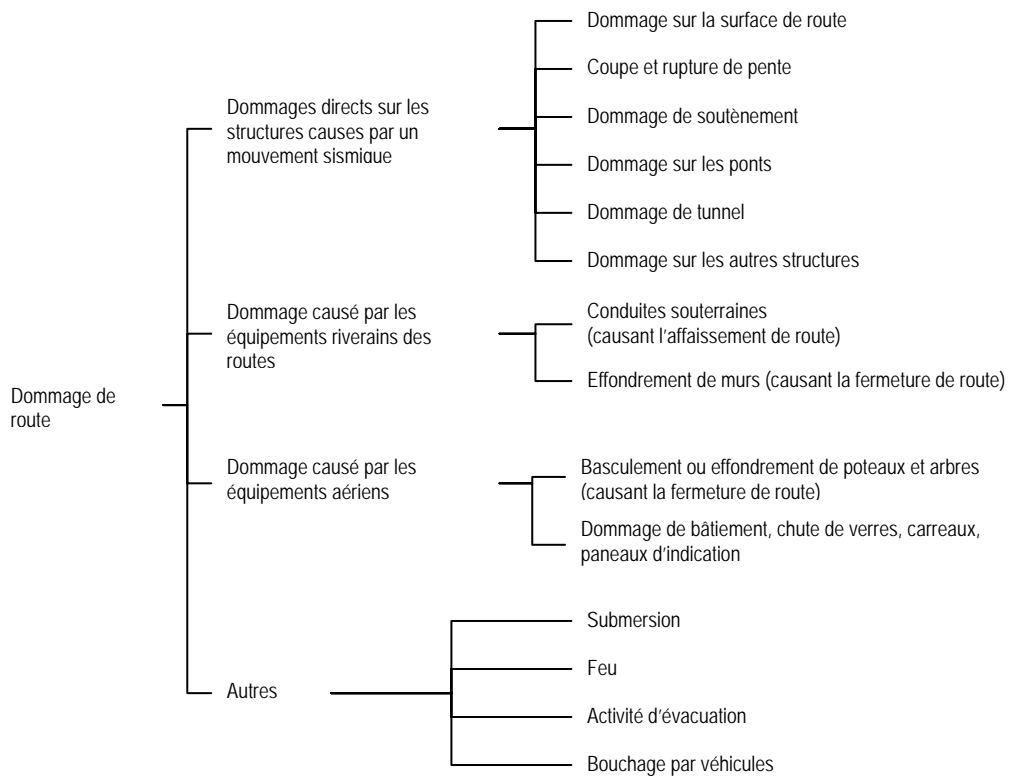 Dommage de
route
Dommages directs sur les
structures causes par un
mouvement sismique
Dommage sur la surface de route
Coupe et rupture de pente
Dommage de soutènement
Dommage sur les ponts
Dommage de tunnel
Dommage sur les autres structures
Dommage causé par les
équipements riverains des
routes
Conduites souterraines
(causant l'affaissement de route)
Effondrement de murs (causant la fermeture de route)
Dommage causé par les
équipements aériens
Basculement ou effondrement de poteaux et arbres
(causant la fermeture de route)
Dommage de bâtiement, chute de verres, carreaux,
paneaux d'indication
Autres
Submersion
Feu
Activité d'évacuation
Bouchage par véhicules